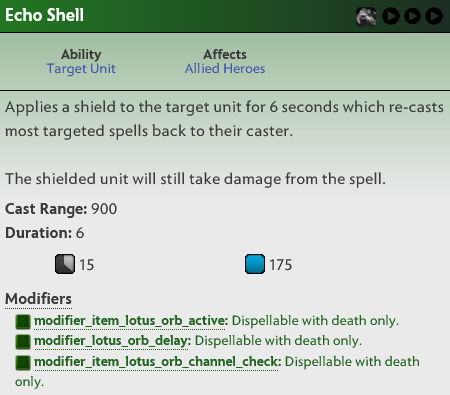 Echo Shell
Ability Affects
Target Unit Allied Heroes
Applies a shield to the target unit for 6 seconds which re-casts
most targeted spells back to their caster.
The shielded unit will still take damage from the spell.
Cast Range: 900
Duration: 6
15 175
Modifiers
modifier_item_lotus_orb_active: Dispellable with death only.
modifier_lotus_orb_delay: Dispellable with death only.
modifier_item_lotus_orb_channel_check: Dispellable with death
only.